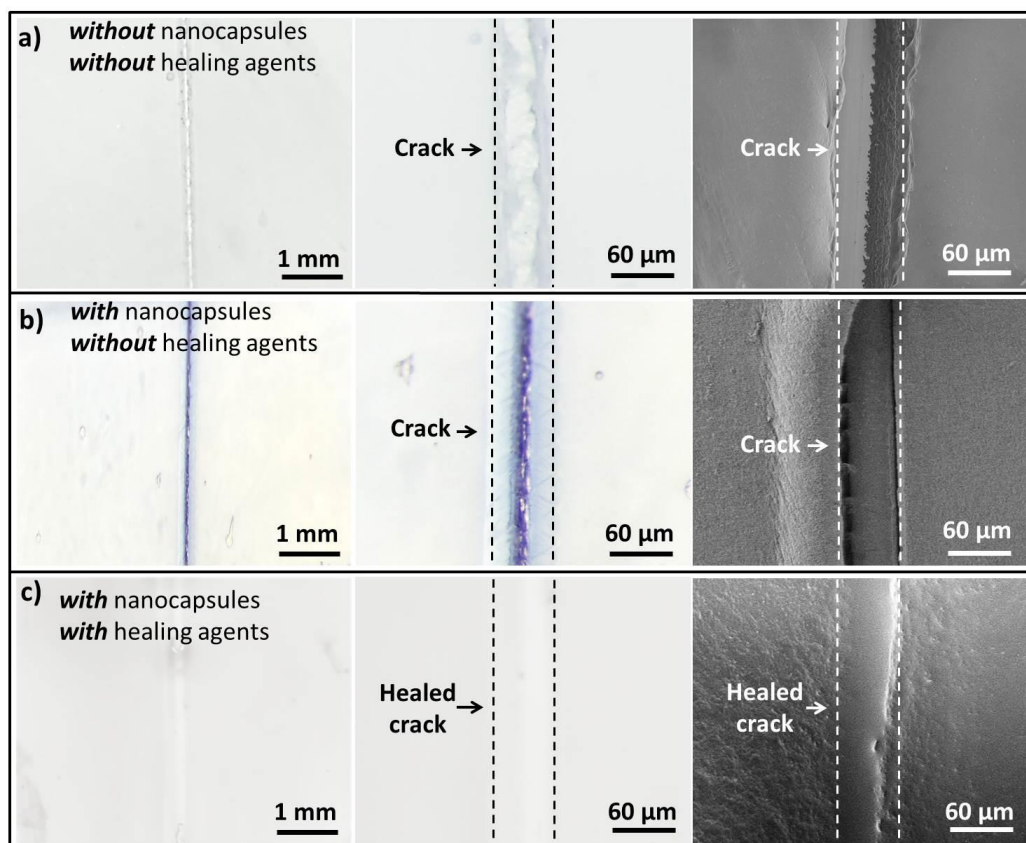 a)
without nanocapsules
without healing agents
1 mm
Crack →
60 µm
Crack →
60 µm
b)
with nanocapsules
without healing agents
1 mm
Crack →
60 µm
Crack →
60 µm
c)
with nanocapsules
with healing agents
1 mm
Healed →
crack
60 µm
Healed →
crack
60 µm